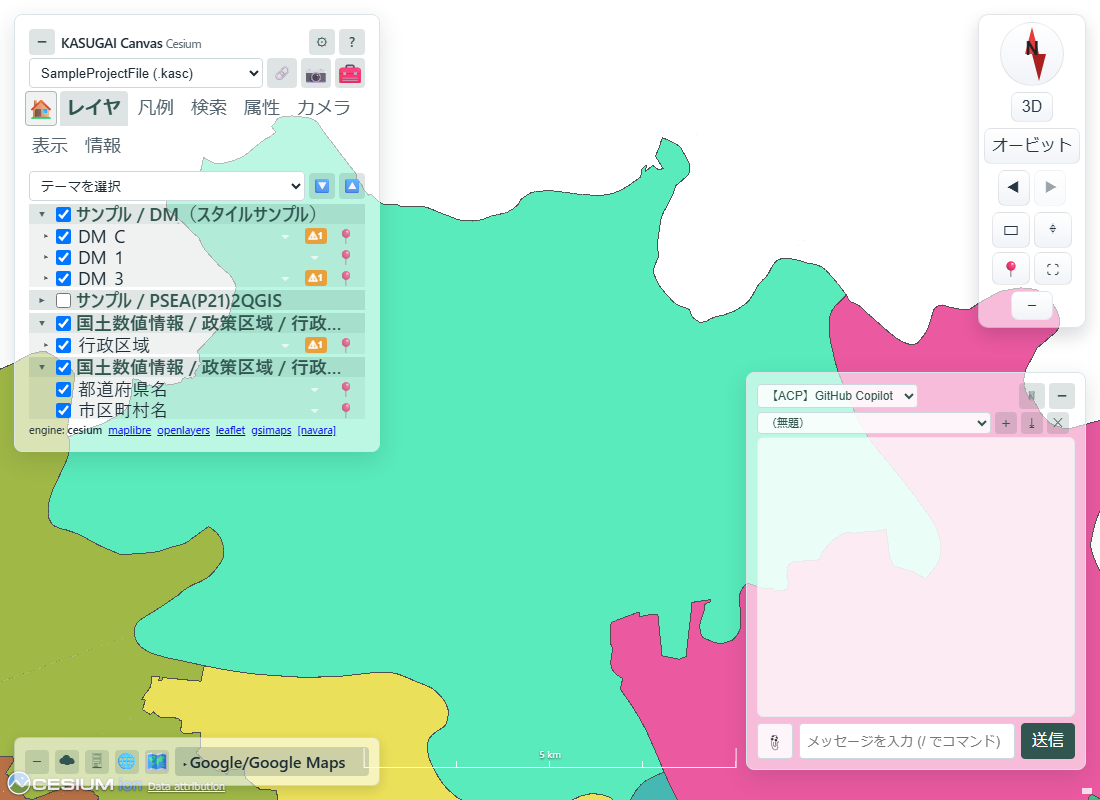 KASUGAI Canvas Cesium
?
SampleProjectFile (.kasc)
レイヤ 凡例 検索 属性 カメラ
表示 情報
テーマを選択
サンプル / DM（スタイルサンプル）
DM C 1
DM 1
DM 3 1
サンプル / PSEA(P21)2QGIS
国土数値情報 / 政策区域 / 行政...
行政区域 1
国土数値情報 / 政策区域 / 行政...
都道府県名
市区町村名
engine: cesium maplibre openlayers leaflet gsimaps [navara]
N
3D
オービット
【ACP】GitHub Copilot
（無題）
メッセージを入力 (/ でコマンド)
送信
Google/Google Maps
5 km
CESIUM ion Data attribution